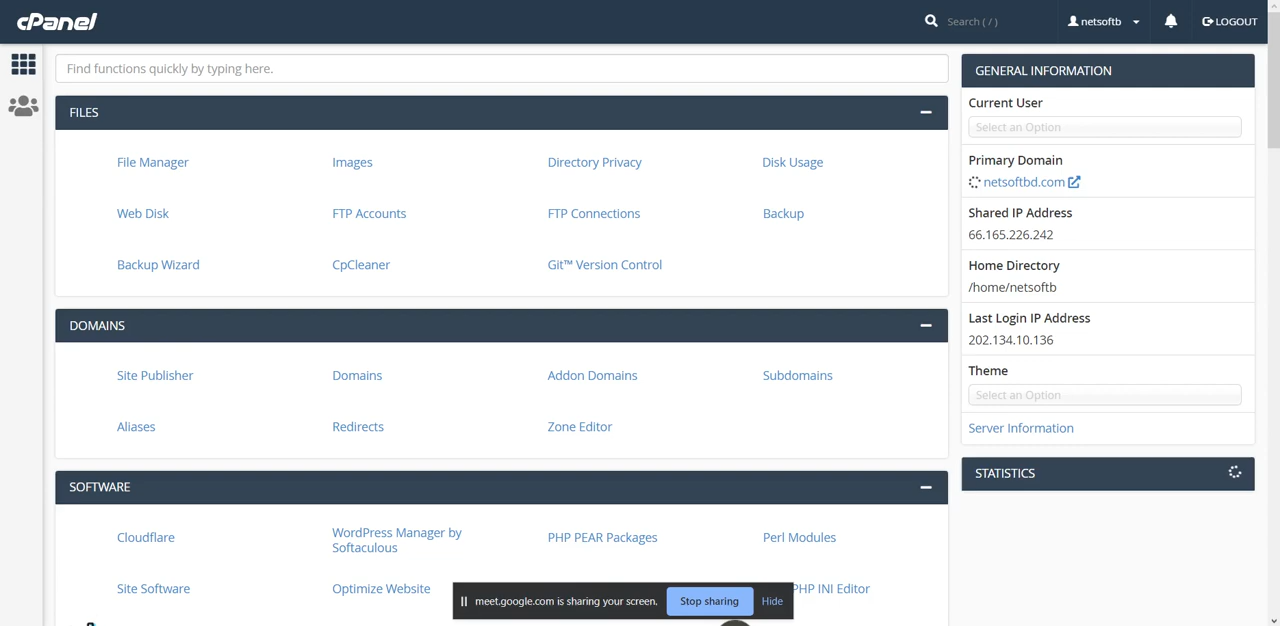 cPanel
Search ( / )
netsoftb
LOGOUT
Find functions quickly by typing here.
FILES
File Manager
Images
Directory Privacy
Disk Usage
Web Disk
FTP Accounts
FTP Connections
Backup
Backup Wizard
CpCleaner
Git™ Version Control
DOMAINS
Site Publisher
Domains
Addon Domains
Subdomains
Aliases
Redirects
Zone Editor
SOFTWARE
Cloudflare
WordPress Manager by
Softaculous
PHP PEAR Packages
Perl Modules
Site Software
Optimize Website
PHP INI Editor
meet.google.com is sharing your screen.
Stop sharing
Hide
GENERAL INFORMATION
Current User
Select an Option
Primary Domain
netsoftbd.com
Shared IP Address
66.165.226.242
Home Directory
/home/netsoftb
Last Login IP Address
202.134.10.136
Theme
Select an Option
Server Information
STATISTICS